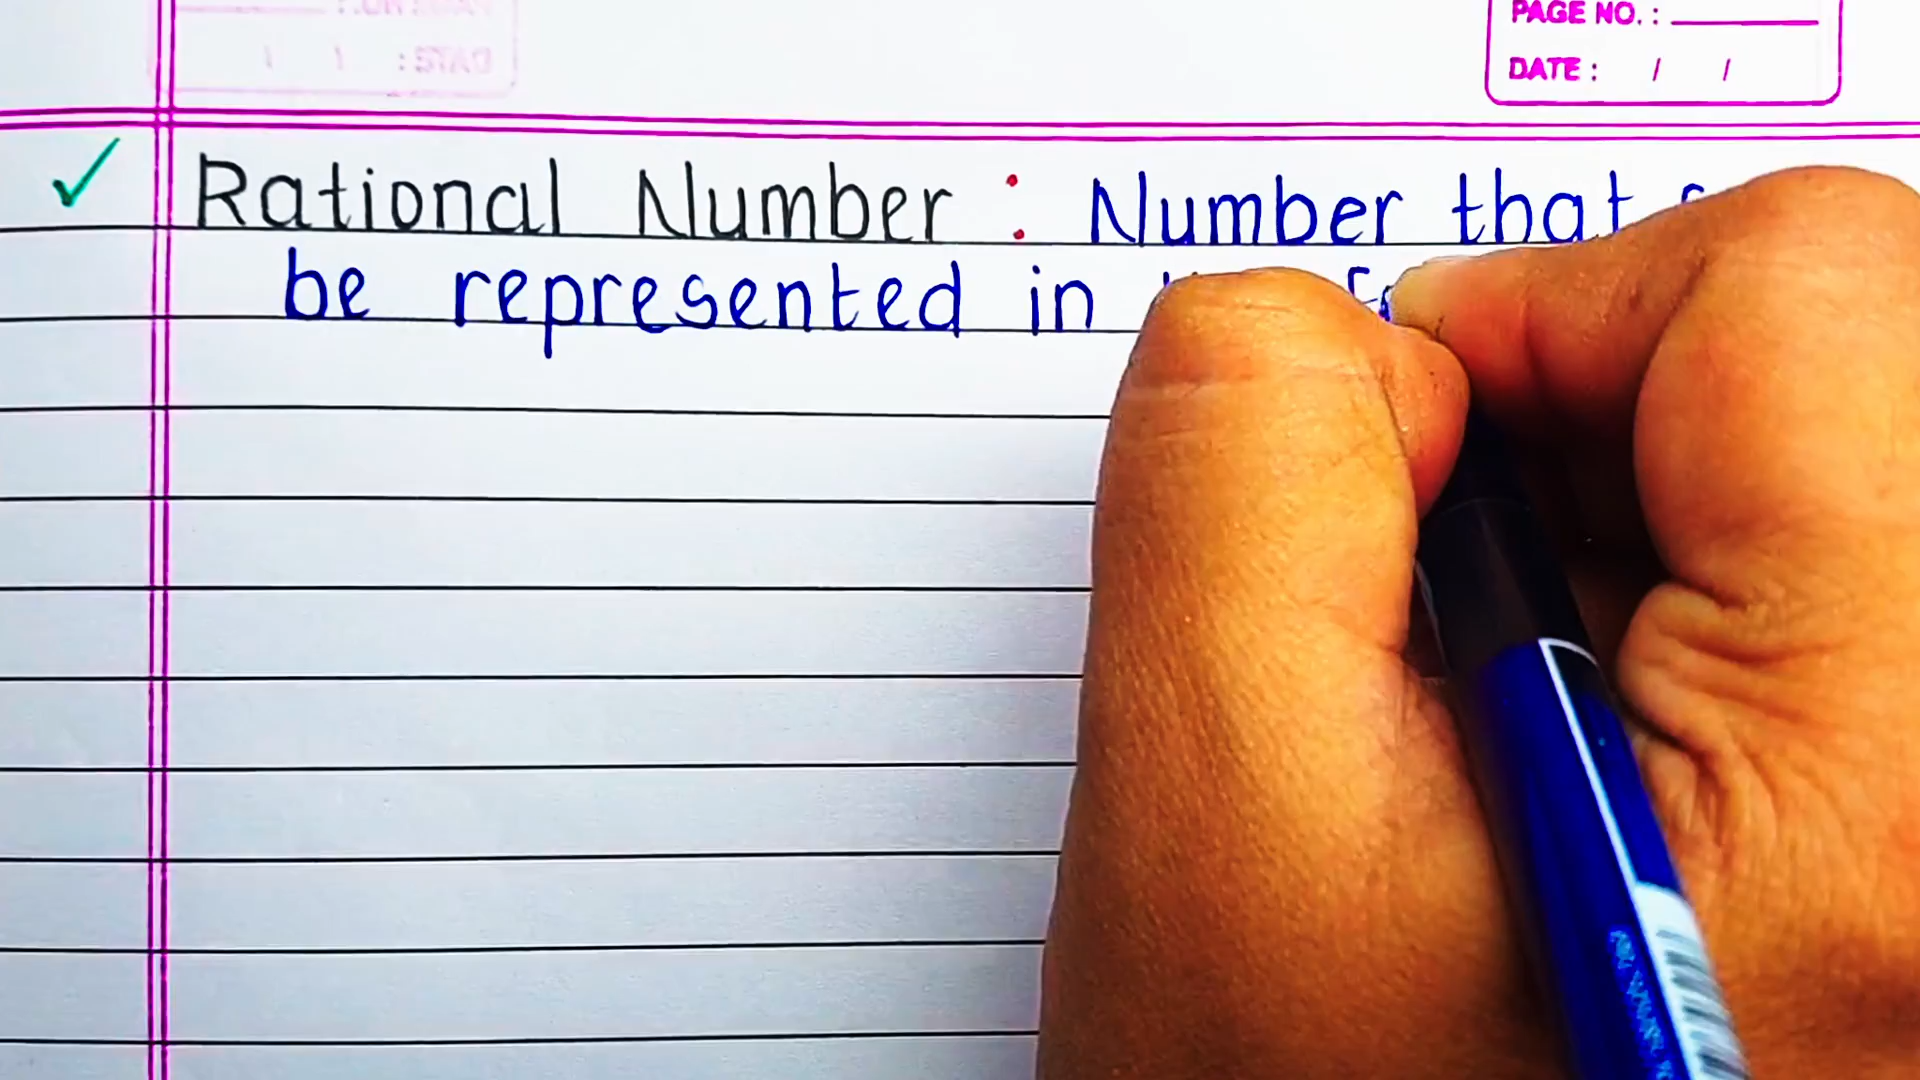 PAGE NO. :
DATE : / /
Rational Number : Number that
be represented in